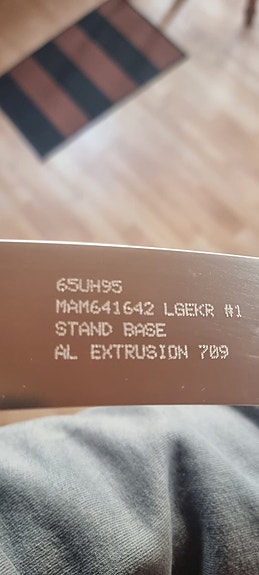 65UH95
MAM641642 LGEKR #1
STAND BASE
AL EXTRUSION 709